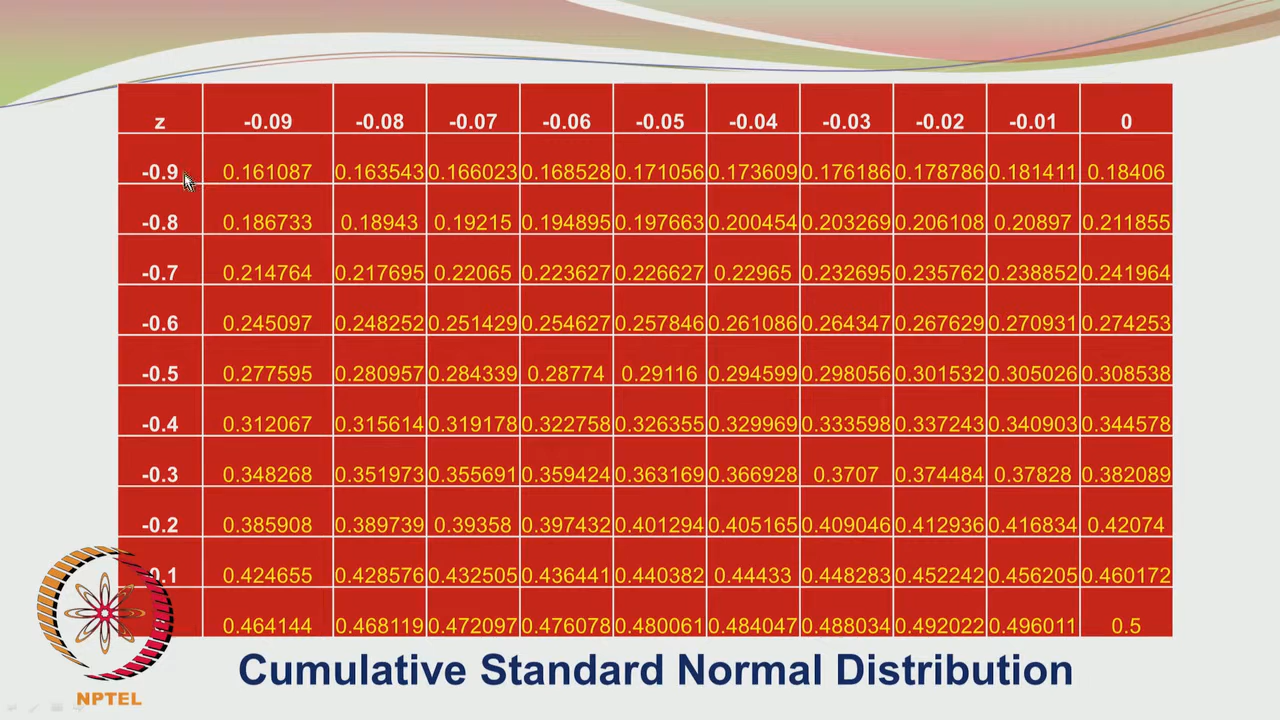 z -0.09 -0.08 -0.07 -0.06 -0.05 -0.04 -0.03 -0.02 -0.01 0
-0.9 0.161087 0.163543 0.166023 0.168528 0.171056 0.173609 0.176186 0.178786 0.181411 0.18406
-0.8 0.186733 0.18943 0.19215 0.194895 0.197663 0.200454 0.203269 0.206108 0.20897 0.211855
-0.7 0.214764 0.217695 0.22065 0.223627 0.226627 0.22965 0.232695 0.235762 0.238852 0.241964
-0.6 0.245097 0.248252 0.251429 0.254627 0.257846 0.261086 0.264347 0.267629 0.270931 0.274253
-0.5 0.277595 0.280957 0.284339 0.28774 0.29116 0.294599 0.298056 0.301532 0.305026 0.308538
-0.4 0.312067 0.315614 0.319178 0.322758 0.326355 0.329969 0.333598 0.337243 0.340903 0.344578
-0.3 0.348268 0.351973 0.355691 0.359424 0.363169 0.366928 0.3707 0.374484 0.37828 0.382089
-0.2 0.385908 0.389739 0.39358 0.397432 0.401294 0.405165 0.409046 0.412936 0.416834 0.42074
0.424655 0.428576 0.432505 0.436441 0.440382 0.44433 0.448283 0.452242 0.456205 0.460172
0.464144 0.468119 0.472097 0.476078 0.480061 0.484047 0.488034 0.492022 0.496011 0.5
Cumulative Standard Normal Distribution
NPTEL